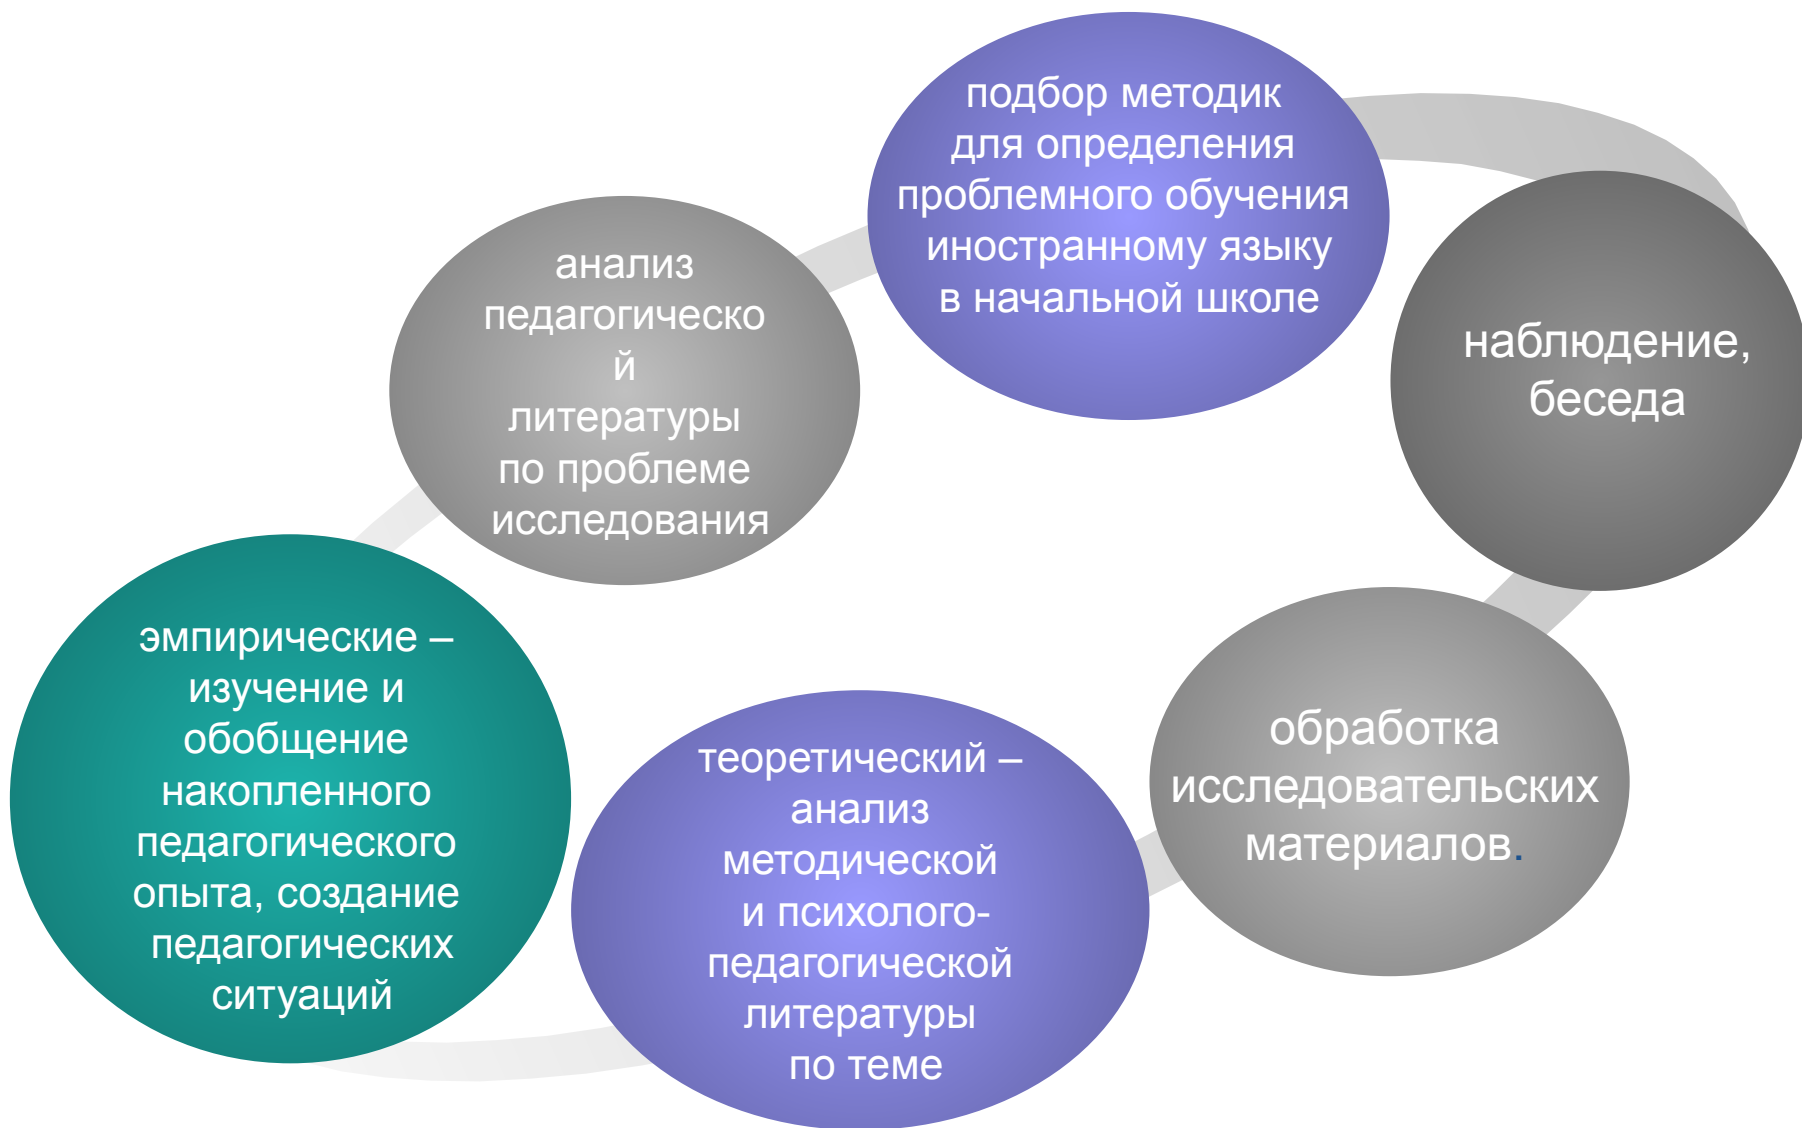 подбор методик
для определения
проблемного обучения
иностранному языку
в начальной школе
анализ
педагогическо
й
литературы
по проблеме
исследования
наблюдение,
беседа
эмпирические –
изучение и
обобщение
накопленного
педагогического
опыта, создание
педагогических
ситуаций
теоретический –
анализ
методической
и психолого-
педагогической
литературы
по теме
обработка
исследовательских
материалов.